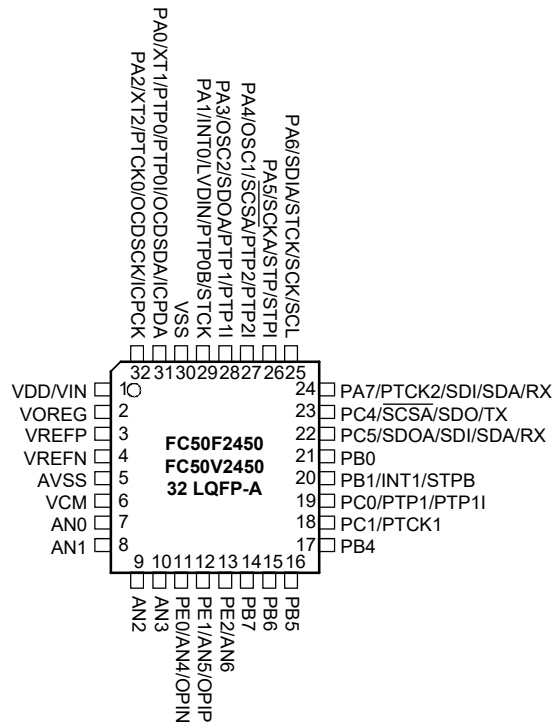 PA2/XT2/PTCK0/OCDSCK/ICPCK
PA0/XT1/PTP0/PTP0I/OCDSDA/ICPDA
VSS
PA1/INT0/LVDIN/PTP0B/STCK
PA3/OSC2/SDOA/PTP1/PTP1I
PA4/OSC1/SCSA/PTP2/PTP2I
PA5/SCKA/STP/STPI
PA6/SDIA/STCK/SCK/SCL
32 31 30 29 28 27 26 25
VDD/VIN 1
VOREG 2
VREFP 3
VREFN 4
AVSS 5
VCM 6
AN0 7
AN1 8
FC50F2450
FC50V2450
32 LQFP-A
24 PA7/PTCK2/SDI/SDA/RX
23 PC4/SCSA/SDO/TX
22 PC5/SDOA/SDI/SDA/RX
21 PB0
20 PB1/INT1/STPB
19 PC0/PTP1/PTP1I
18 PC1/PTCK1
17 PB4
9 10 11 12 13 14 15 16
AN2
AN3
PE0/AN4/OPIN
PE1/AN5/OPIP
PE2/AN6
PB7
PB6
PB5